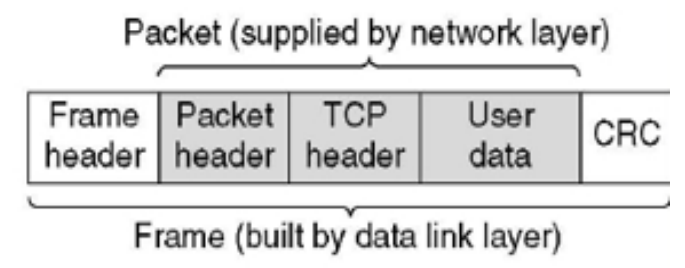 Packet (supplied by network layer)
Frame header
Packet header
TCP header
User data
CRC
Frame (built by data link layer)